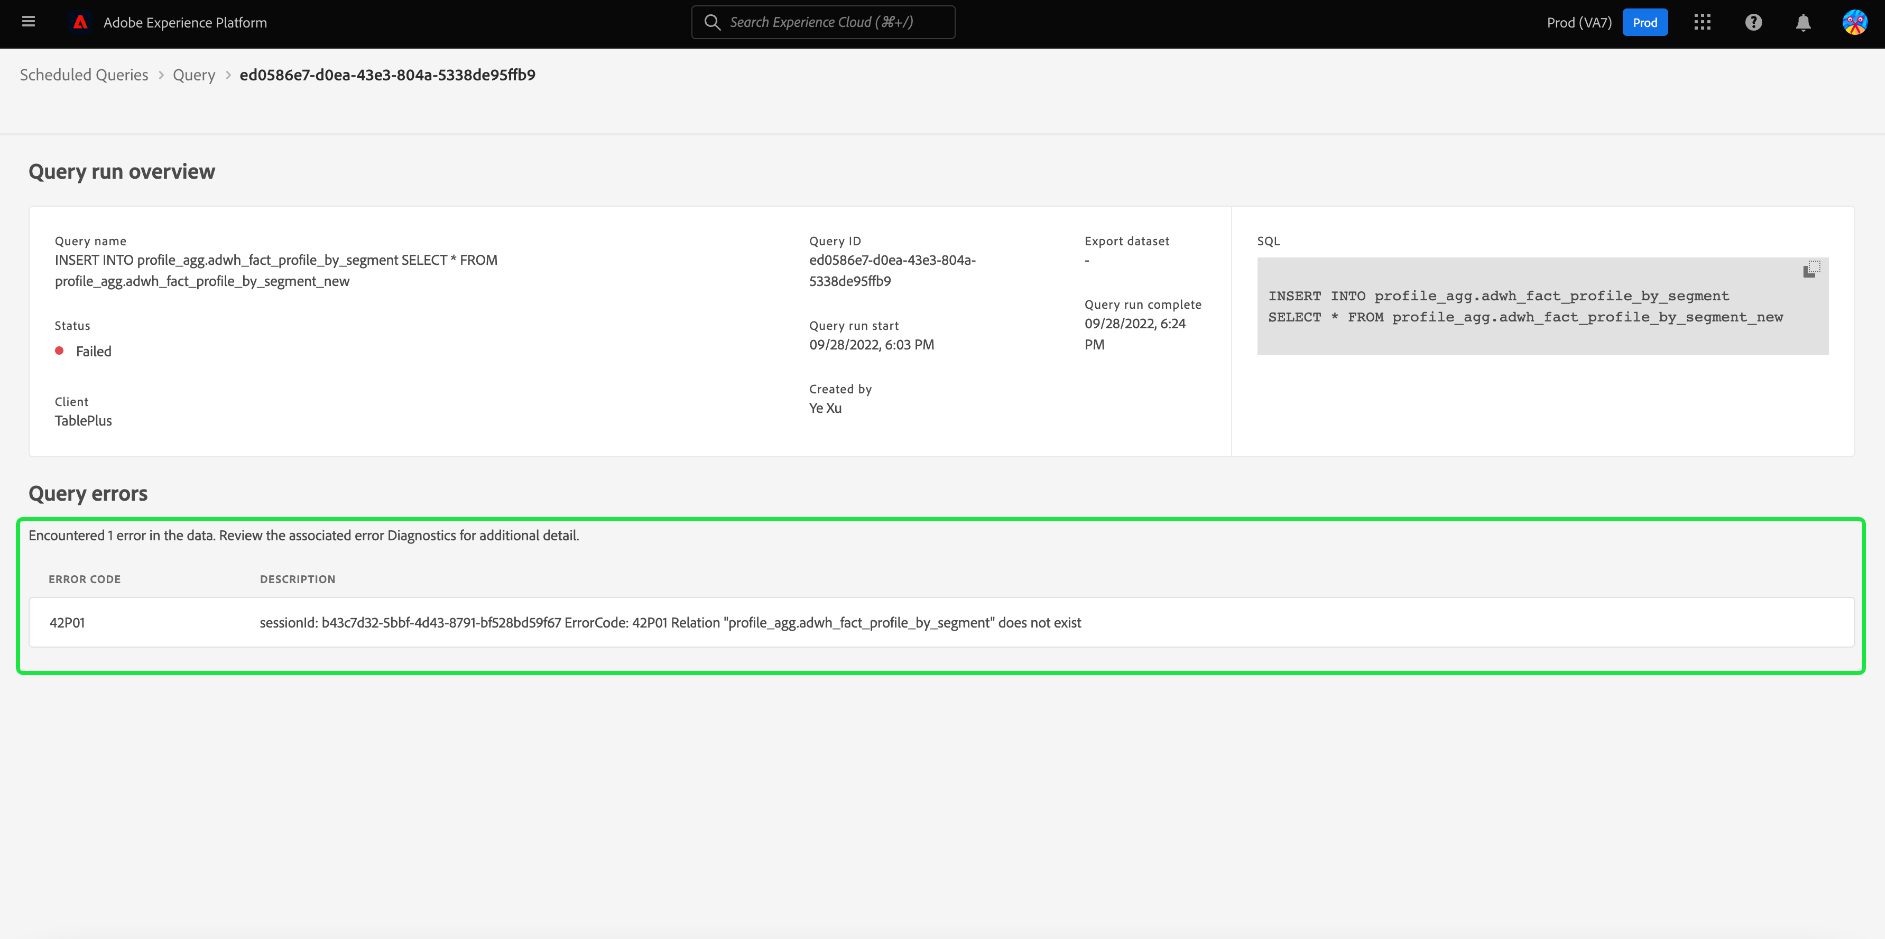 Adobe Experience Platform
Search Experience Cloud (⌘+/)
Prod (VA7)
Prod
Scheduled Queries > Query > ed0586e7-d0ea-43e3-804a-5338de95ffb9
Query run overview
Query name
INSERT INTO profile_agg.adwh_fact_profile_by_segment SELECT * FROM
profile_agg.adwh_fact_profile_by_segment_new
Status
Failed
Client
TablePlus
Query ID
ed0586e7-d0ea-43e3-804a-
5338de95ffb9
Query run start
09/28/2022, 6:03 PM
Created by
Ye Xu
Export dataset
-
Query run complete
09/28/2022, 6:24
PM
SQL
INSERT INTO profile_agg.adwh_fact_profile_by_segment
SELECT * FROM profile_agg.adwh_fact_profile_by_segment_new
Query errors
Encountered 1 error in the data. Review the associated error Diagnostics for additional detail.
ERROR CODE DESCRIPTION
42P01 sessionId: b43c7d32-5bbf-4d43-8791-bf528bd59f67 ErrorCode: 42P01 Relation "profile_agg.adwh_fact_profile_by_segment" does not exist